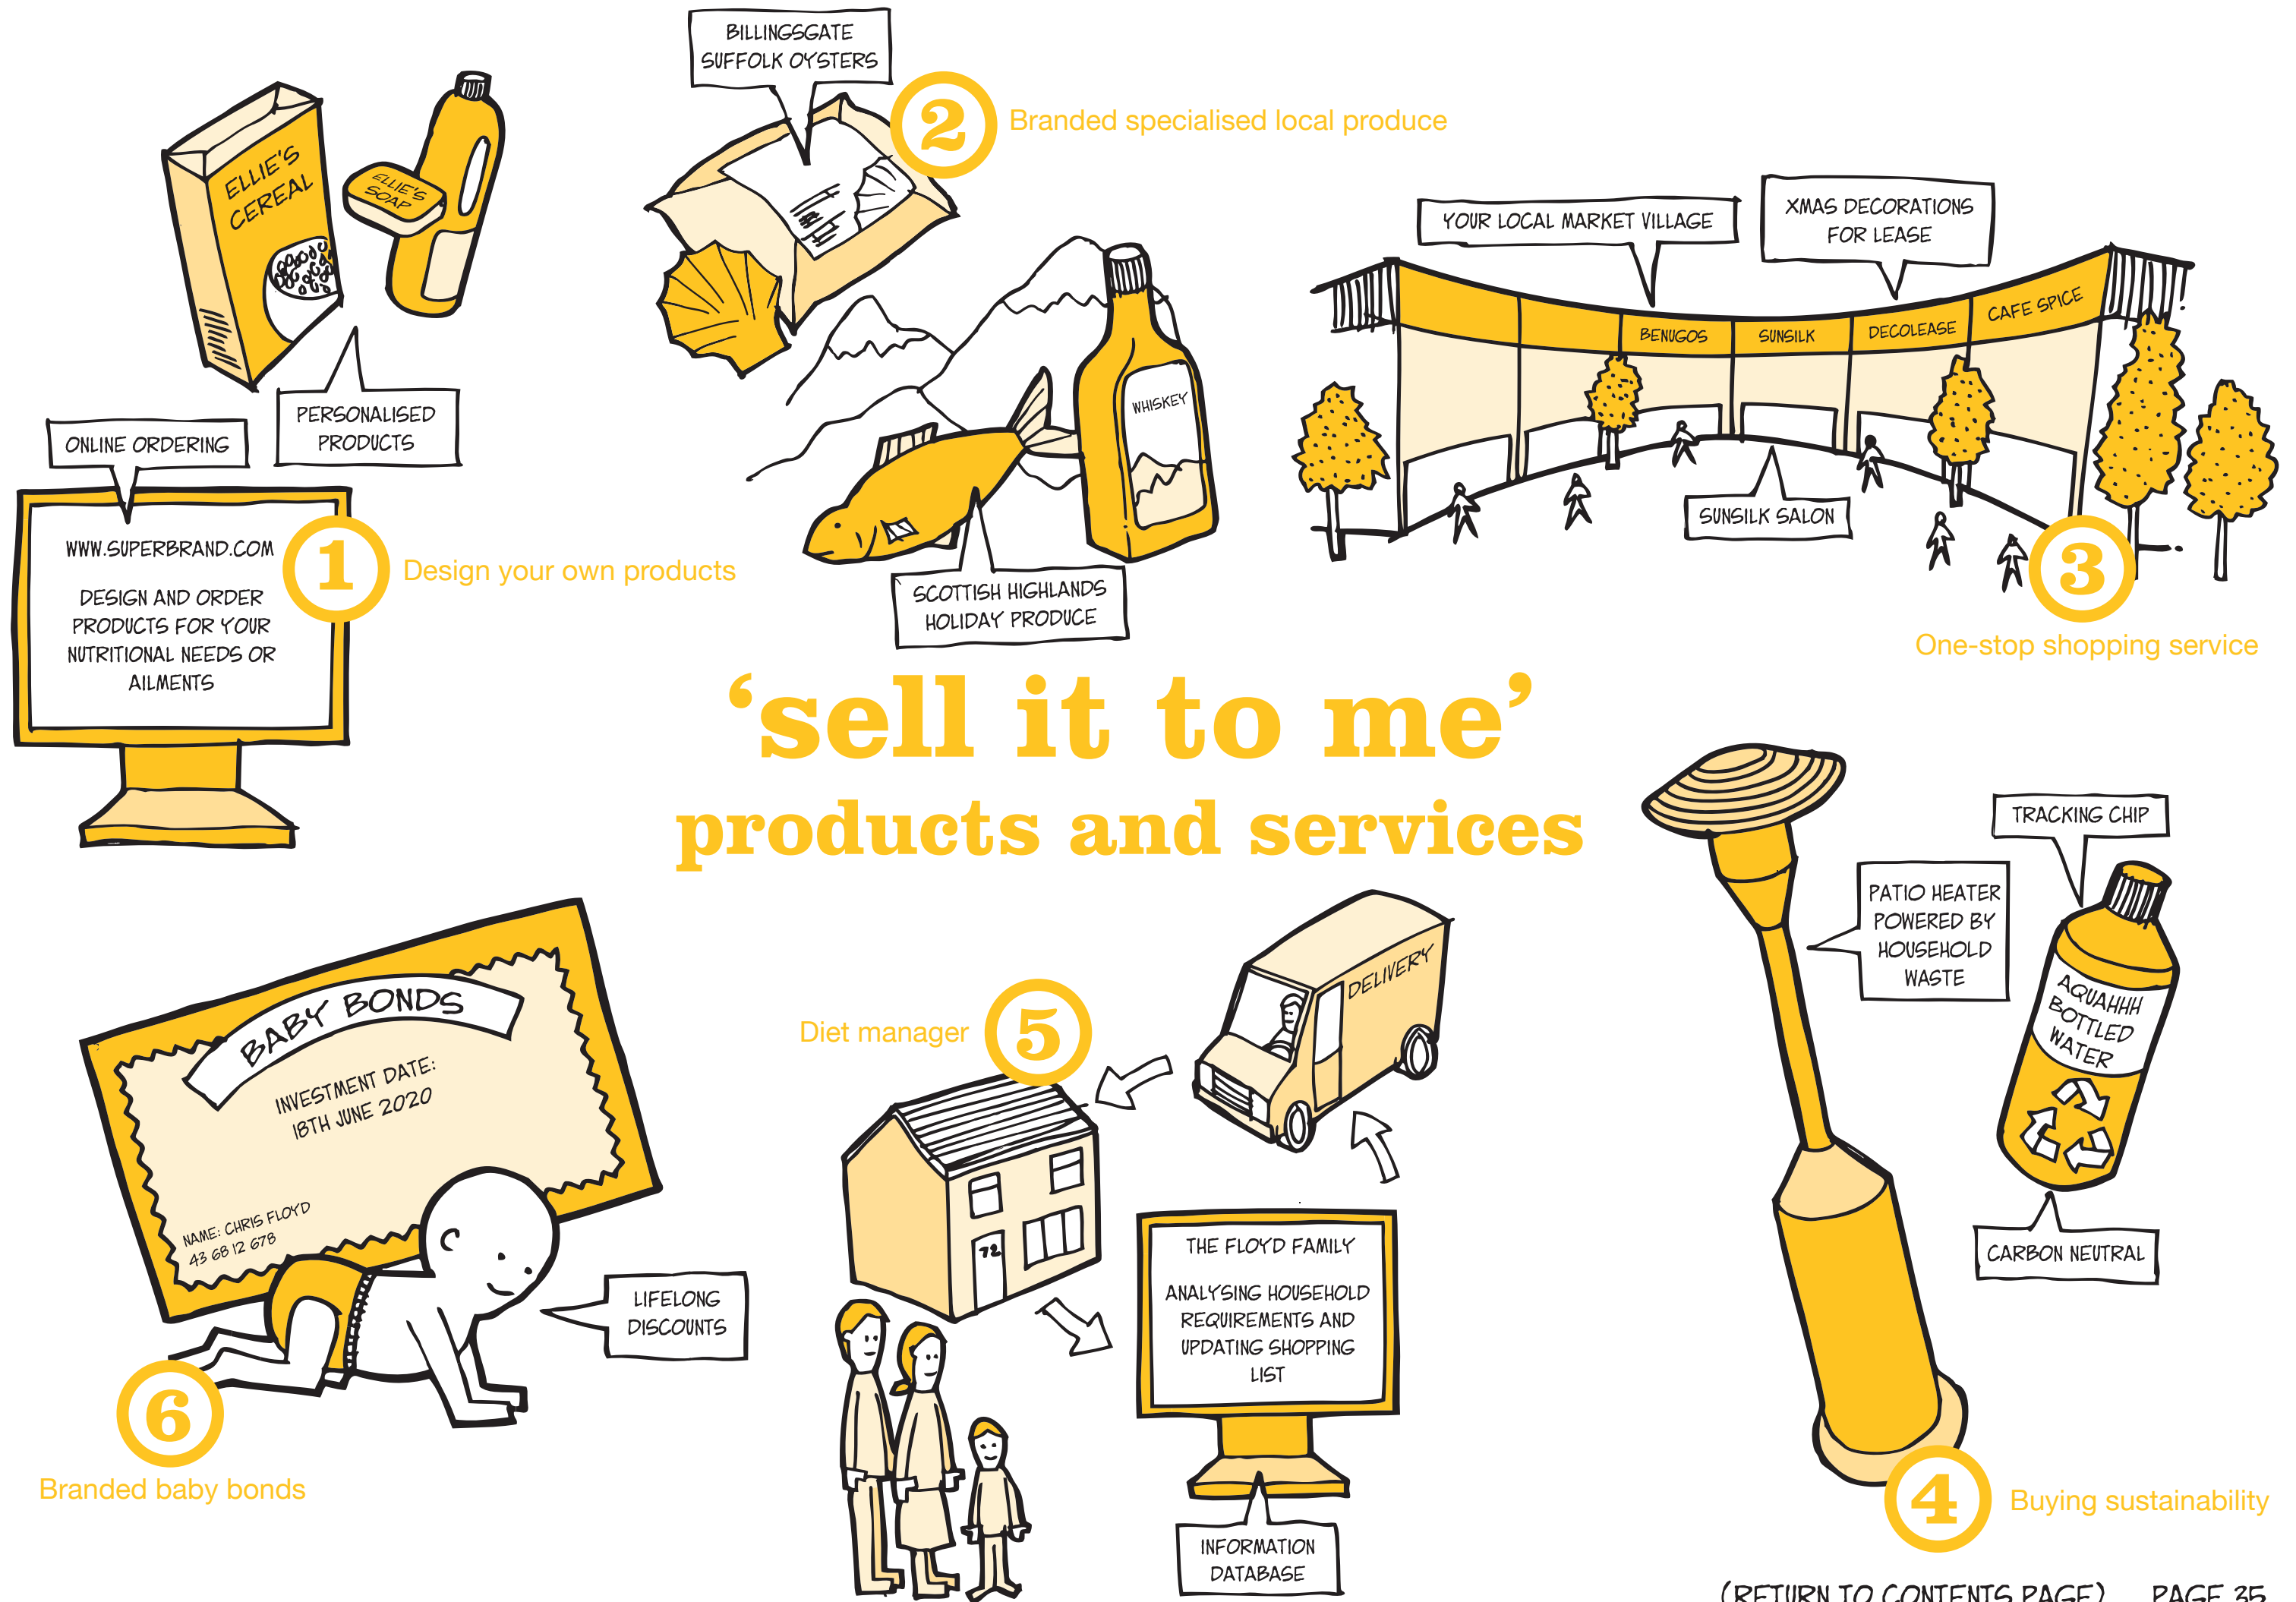 BILLINGSGATE
SUFFOLK OYSTERS
2
Branded specialised local produce
ELLIE'S
CEREAL
ELLIE'S
SOAP
PERSONALISED
PRODUCTS
ONLINE ORDERING
WWW.SUPERBRAND.COM
DESIGN AND ORDER
PRODUCTS FOR YOUR
NUTRITIONAL NEEDS OR
AILMENTS
1
Design your own products
WHISKEY
SCOTTISH HIGHLANDS
HOLIDAY PRODUCE
YOUR LOCAL MARKET VILLAGE
XMAS DECORATIONS
FOR LEASE
BENUGOS
SUNSILK
DECOLEASE
CAFE SPICE
SUNSILK SALON
3
One-stop shopping service
‘sell it to me’
products and services
TRACKING CHIP
PATIO HEATER
POWERED BY
HOUSEHOLD
WASTE
AQUAHHH
BOTTLED
WATER
CARBON NEUTRAL
4
Buying sustainability
DELIVERY
Diet manager
5
72
THE FLOYD FAMILY
ANALYSING HOUSEHOLD
REQUIREMENTS AND
UPDATING SHOPPING
LIST
INFORMATION
DATABASE
BABY BONDS
INVESTMENT DATE:
18TH JUNE 2020
NAME: CHRIS FLOYD
43 68 12 678
LIFELONG
DISCOUNTS
6
Branded baby bonds
(RETURN TO CONTENTS PAGE)
PAGE 35